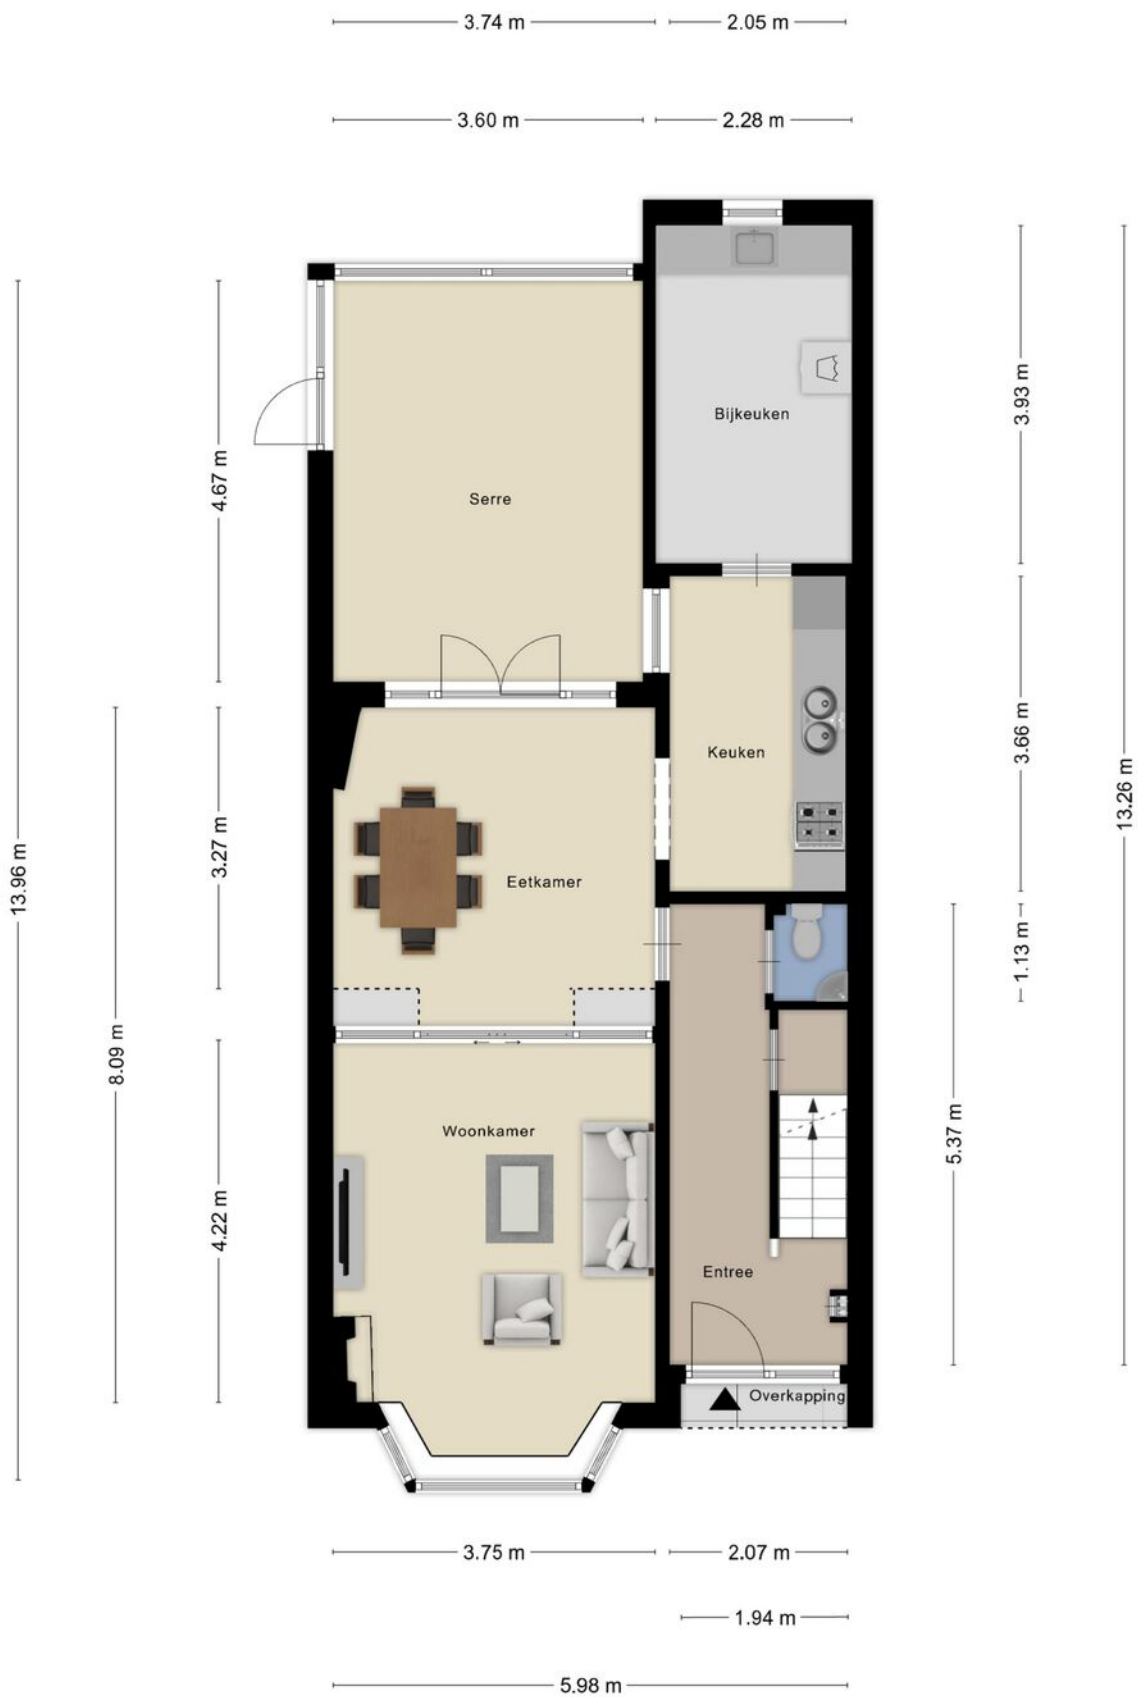 3.74 m
2.05 m
3.60 m
2.28 m
3.93 m
Bijkeuken
4.67 m
Serre
3.66 m
Keuken
13.26 m
3.27 m
13.96 m
Eetkamer
1.13 m
8.09 m
5.37 m
Woonkamer
4.22 m
Entree
Overkapping
3.75 m
2.07 m
1.94 m
5.98 m